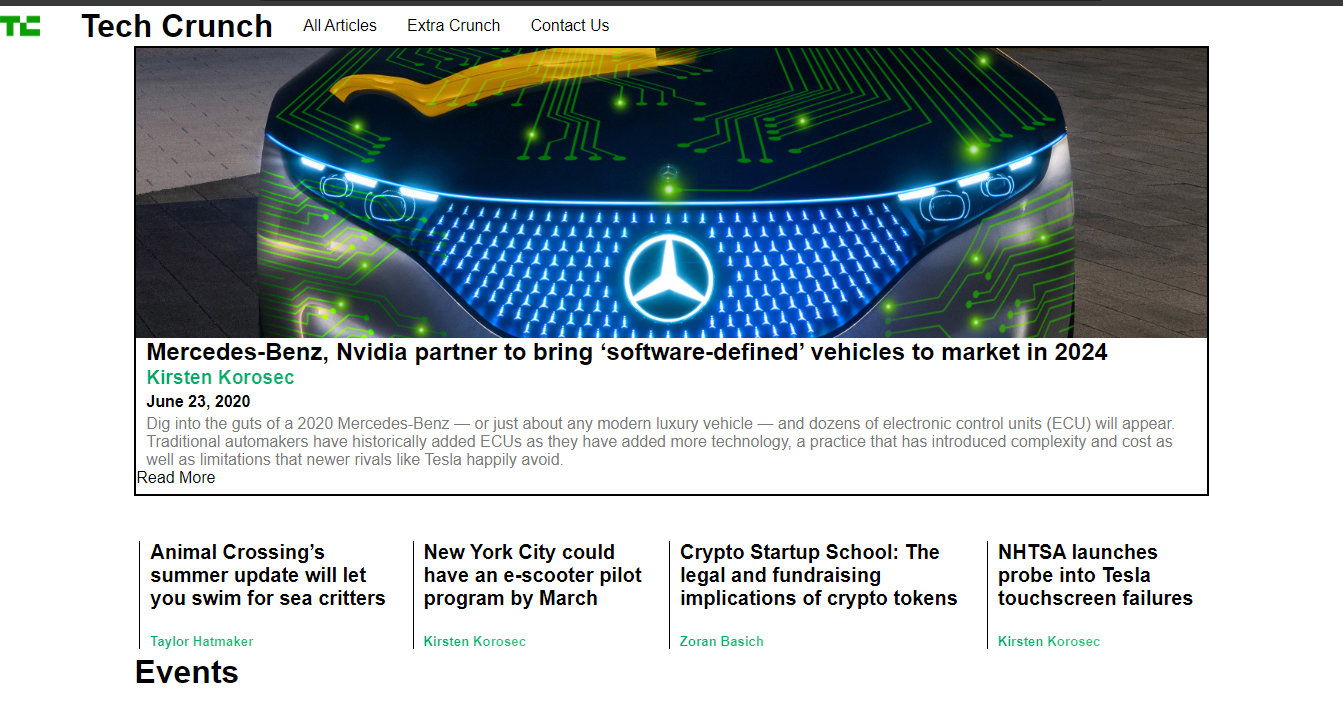 TC
Tech Crunch All Articles Extra Crunch Contact Us
Mercedes-Benz, Nvidia partner to bring ‘software-defined’ vehicles to market in 2024
Kirsten Korosec
June 23, 2020
Dig into the guts of a 2020 Mercedes-Benz — or just about any modern luxury vehicle — and dozens of electronic control units (ECU) will appear.
Traditional automakers have historically added ECUs as they have added more technology, a practice that has introduced complexity and cost as
well as limitations that newer rivals like Tesla happily avoid.
Read More
Animal Crossing’s
summer update will let
you swim for sea critters
Taylor Hatmaker
New York City could
have an e-scooter pilot
program by March
Kirsten Korosec
Crypto Startup School: The
legal and fundraising
implications of crypto tokens
Zoran Basich
NHTSA launches
probe into Tesla
touchscreen failures
Kirsten Korosec
Events